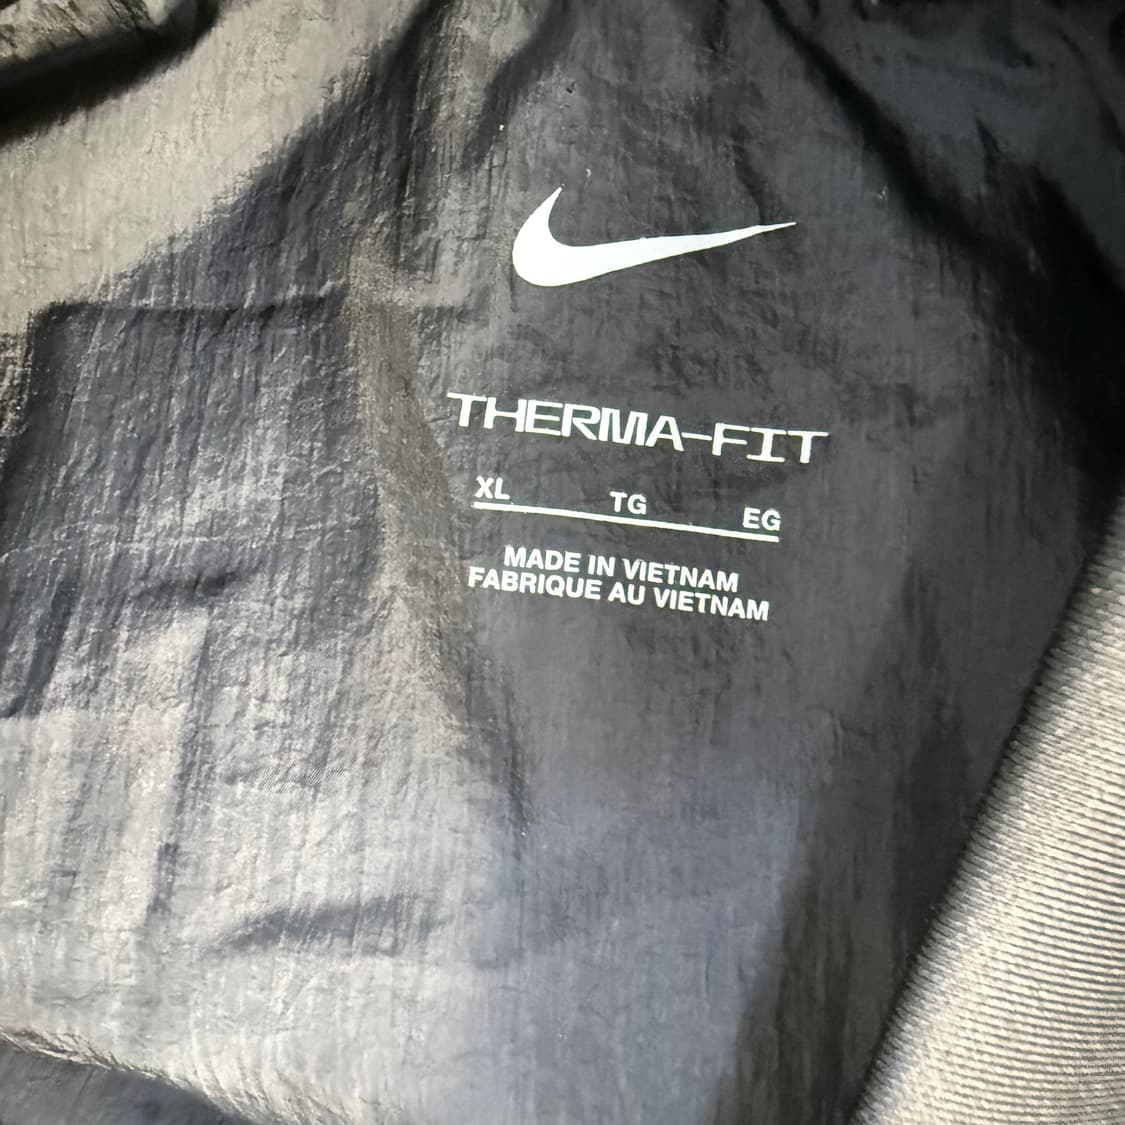 THERMA-FIT
XL TG EG
MADE IN VIETNAM
FABRIQUE AU VIETNAM